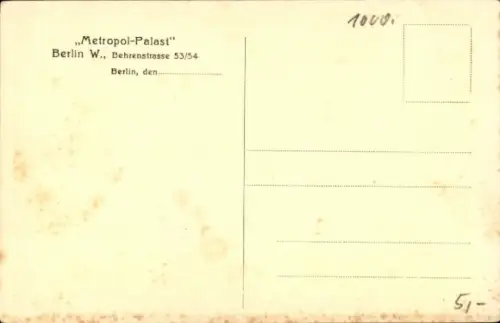 „Metropol-Palast"
Berlin W., Behrenstrasse 53/54
Berlin, den
1000.
5,-